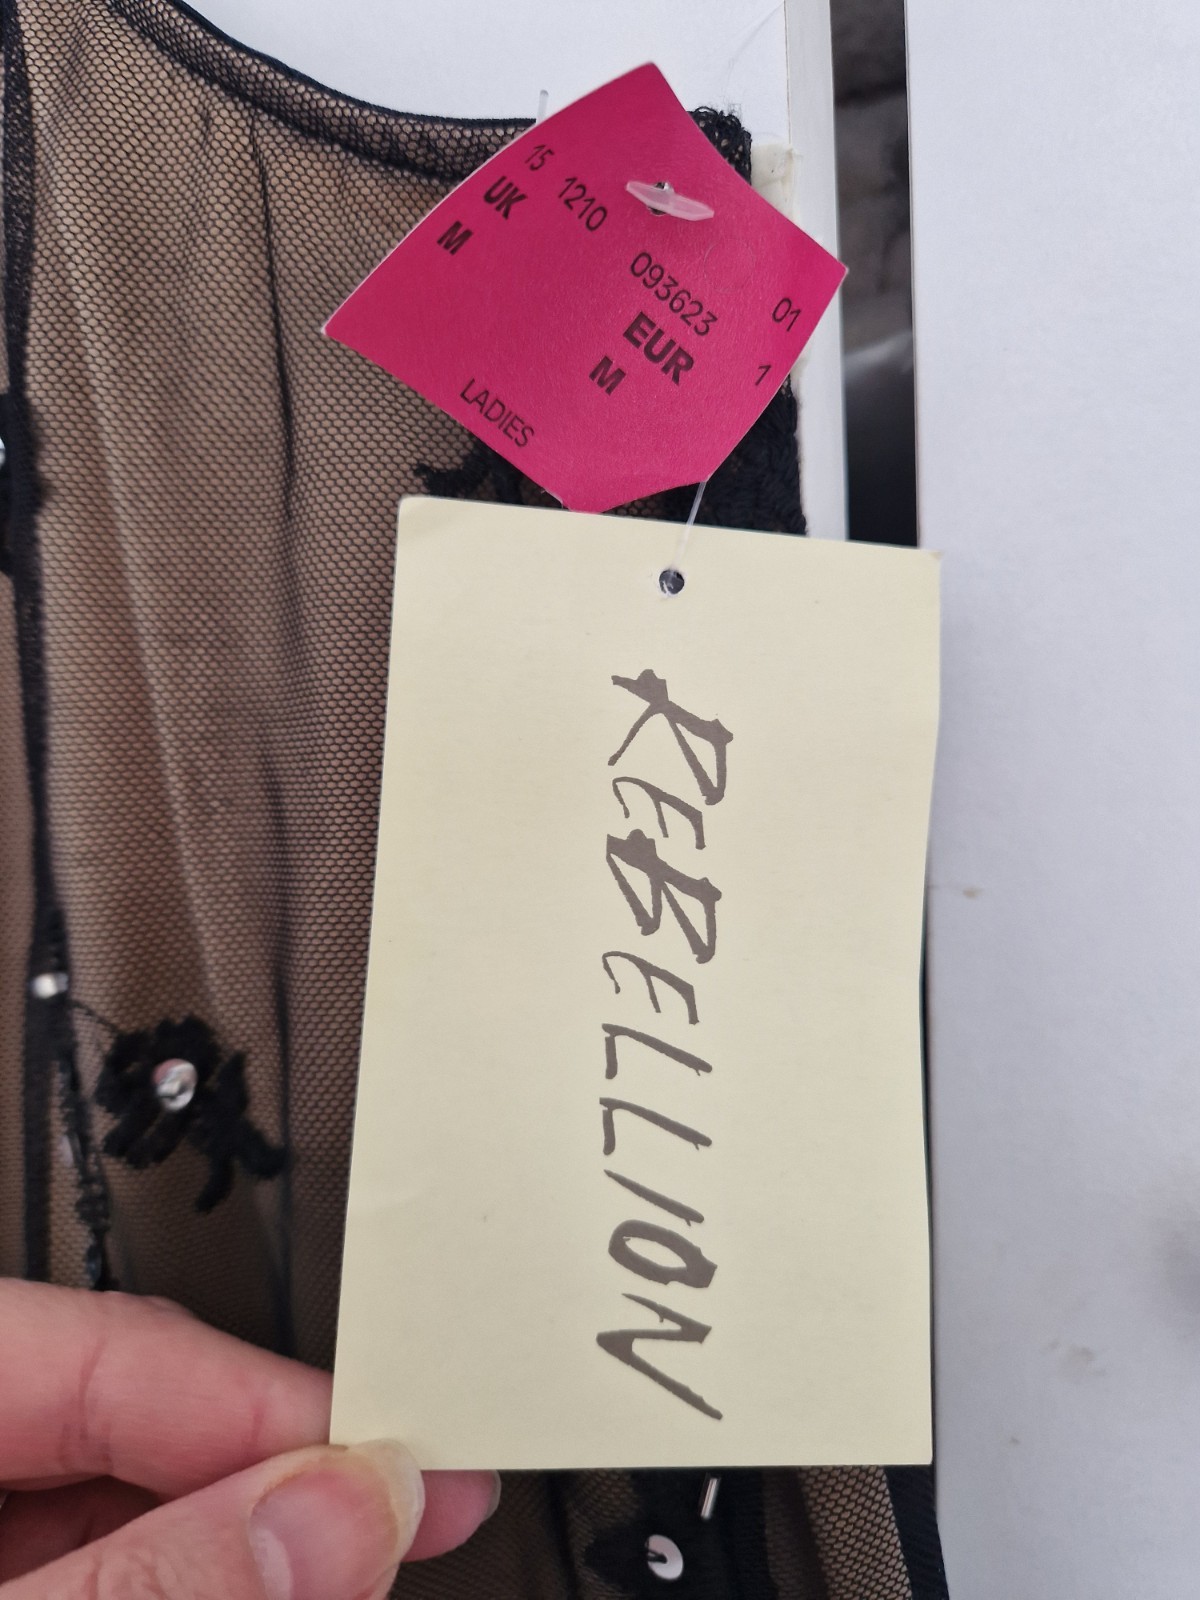 15 1210 093623 01
UK M EUR M 1
LADIES
REBELLION